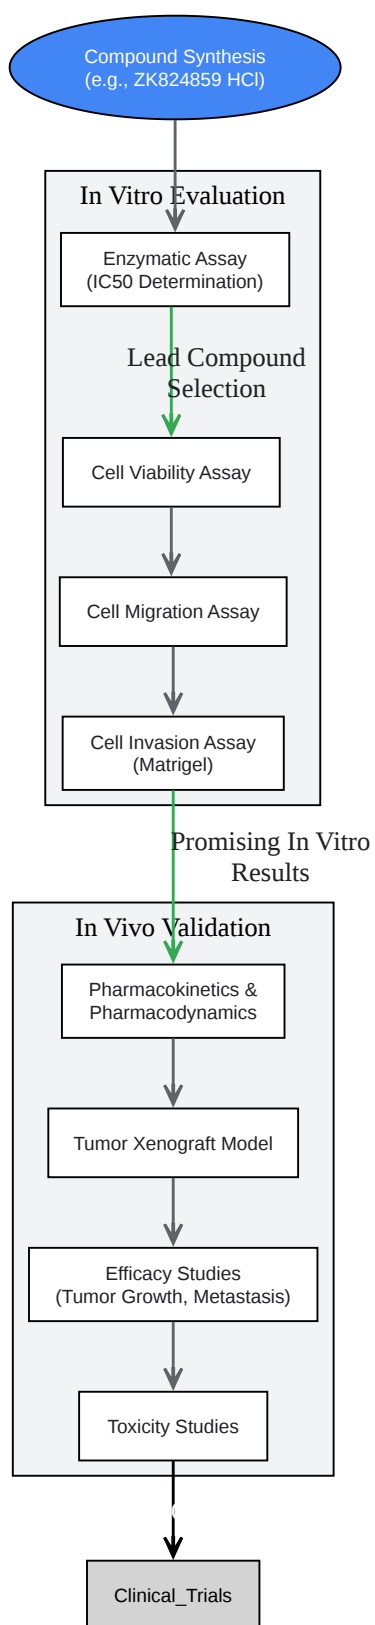 Compound Synthesis
(e.g., ZK824859 HCl)
In Vitro Evaluation
Enzymatic Assay
(IC50 Determination)
Lead Compound
Selection
Cell Viability Assay
Cell Migration Assay
Cell Invasion Assay
(Matrigel)
Promising In Vitro
Results
In Vivo Validation
Pharmacokinetics &
Pharmacodynamics
Tumor Xenograft Model
Efficacy Studies
(Tumor Growth, Metastasis)
Toxicity Studies
Clinical_Trials